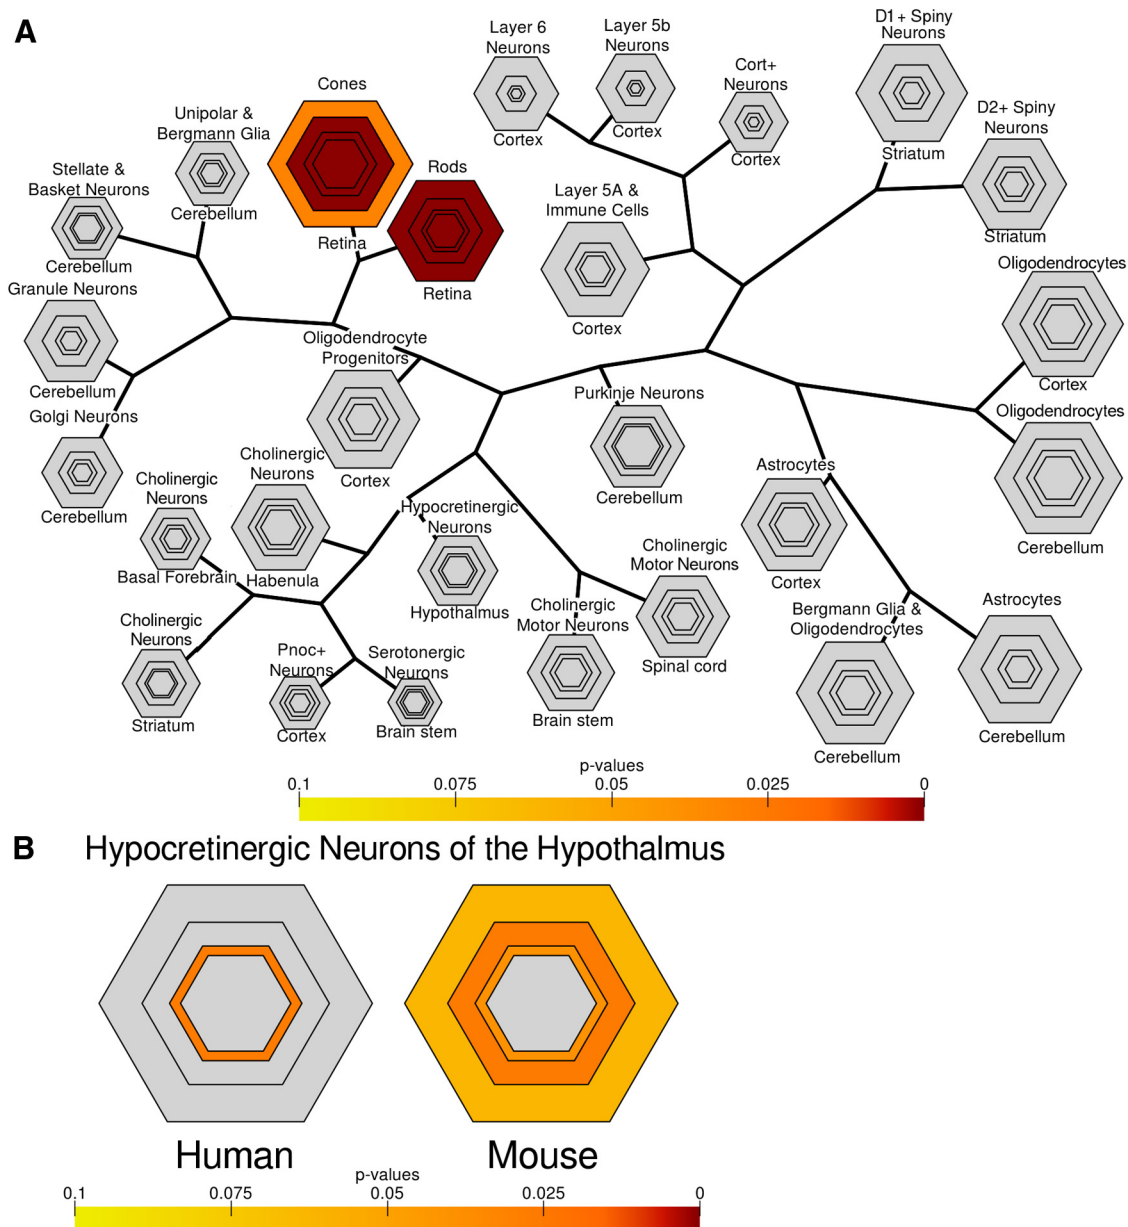 A
Layer 6
Neurons
Cortex
Layer 5b
Neurons
Cortex
Cort+
Neurons
Cortex
D1+ Spiny
Neurons
Striatum
D2+ Spiny
Neurons
Striatum
Cones
Retina
Rods
Retina
Unipolar &
Bergmann Glia
Cerebellum
Stellate &
Basket Neurons
Cerebellum
Layer 5A &
Immune Cells
Cortex
Granule Neurons
Cerebellum
Golgi Neurons
Cerebellum
Oligodendrocyte
Progenitors
Cortex
Purkinje Neurons
Cerebellum
Oligodendrocytes
Cortex
Oligodendrocytes
Cerebellum
Cholinergic
Neurons
Basal Forebrain
Cholinergic
Neurons
Habenula
Hypocretinergic
Neurons
Hypothalmus
Astrocytes
Cortex
Cholinergic
Motor Neurons
Spinal cord
Cholinergic
Motor Neurons
Brain stem
Cholinergic
Neurons
Striatum
Pnoc+
Neurons
Cortex
Serotonergic
Neurons
Brain stem
Bergmann Glia &
Oligodendrocytes
Cerebellum
Astrocytes
Cerebellum
p-values
0.1 0.075 0.05 0.025 0
B Hypocretinergic Neurons of the Hypothalmus
Human Mouse
p-values
0.1 0.075 0.05 0.025 0